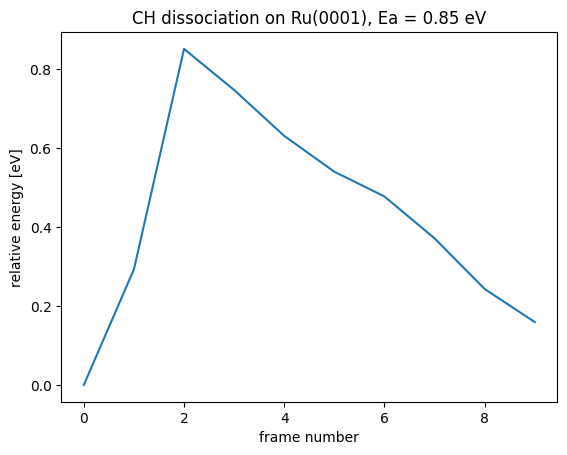 CH dissociation on Ru(0001), Ea = 0.85 eV
relative energy [eV]
0.8
0.6
0.4
0.2
0.0
0 2 4 6 8
frame number